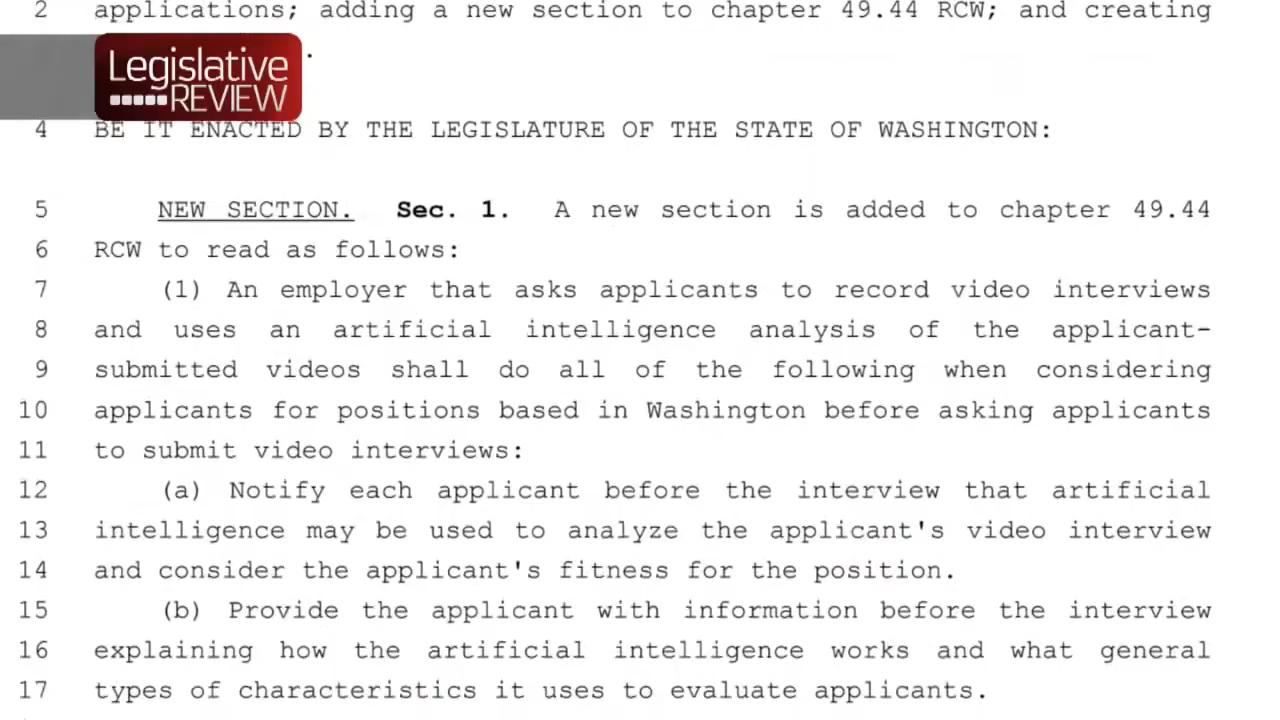 2 applications; adding a new section to chapter 49.44 RCW; and creating
Legislative
REVIEW
.
4 BE IT ENACTED BY THE LEGISLATURE OF THE STATE OF WASHINGTON:
5 NEW SECTION. Sec. 1. A new section is added to chapter 49.44
6 RCW to read as follows:
7 (1) An employer that asks applicants to record video interviews
8 and uses an artificial intelligence analysis of the applicant-
9 submitted videos shall do all of the following when considering
10 applicants for positions based in Washington before asking applicants
11 to submit video interviews:
12 (a) Notify each applicant before the interview that artificial
13 intelligence may be used to analyze the applicant's video interview
14 and consider the applicant's fitness for the position.
15 (b) Provide the applicant with information before the interview
16 explaining how the artificial intelligence works and what general
17 types of characteristics it uses to evaluate applicants.